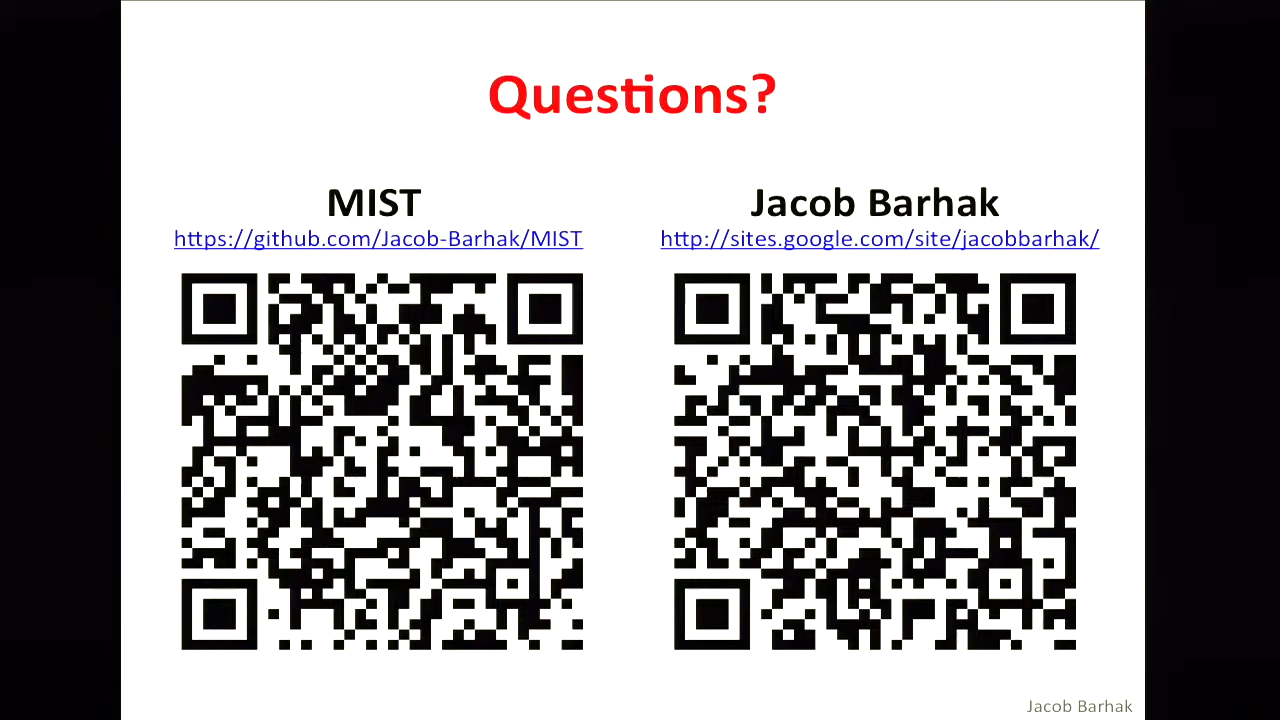 Questions?
MIST
https://github.com/Jacob-Barhak/MIST
Jacob Barhak
http://sites.google.com/site/jacobbarhak/
Jacob Barhak